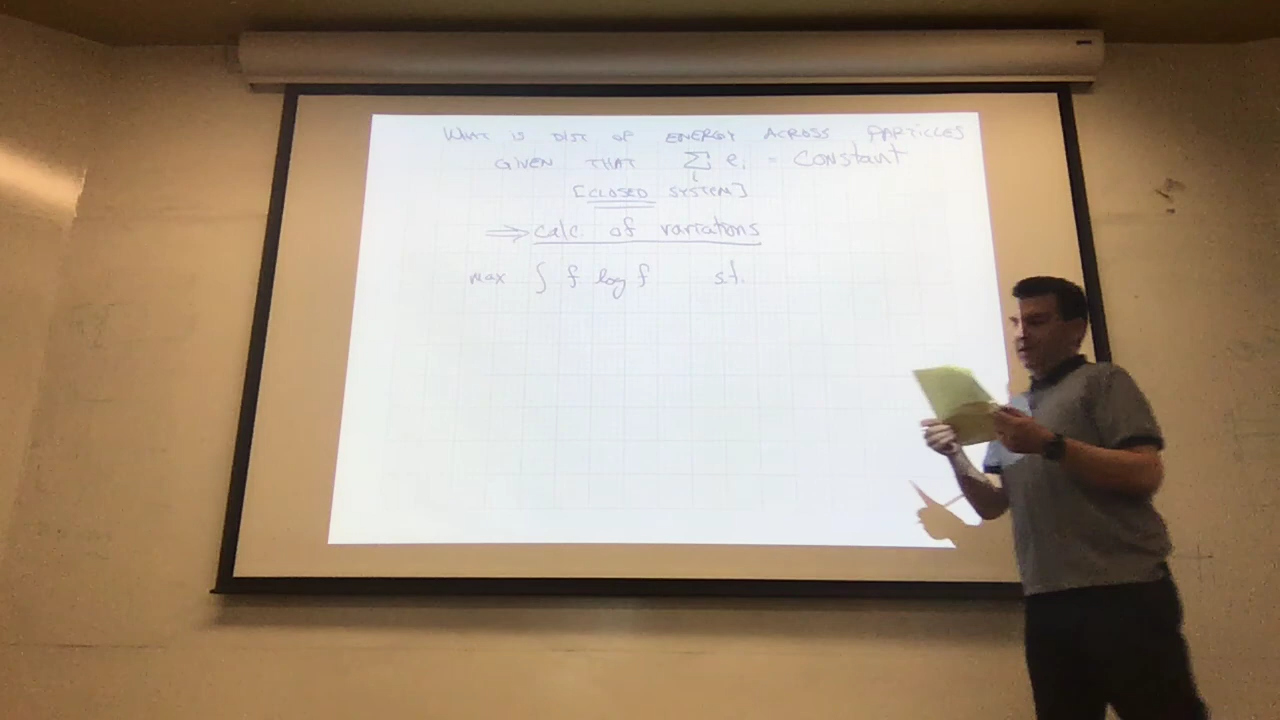 WHAT IS DIST OF ENERGY ACROSS PARTICLES
GIVEN THAT ∑ᵢ eᵢ = CONSTANT
[CLOSED SYSTEM]
⇒ calc. of variations
max ∫ f log f s.t.